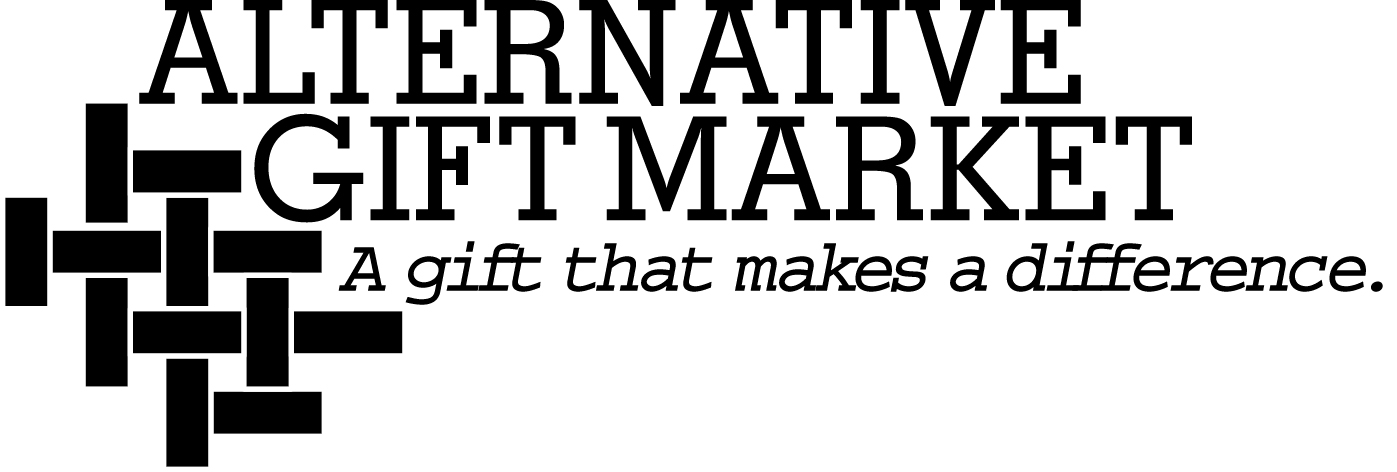 ALTERNATIVE
GIFT MARKET
A gift that makes a difference.